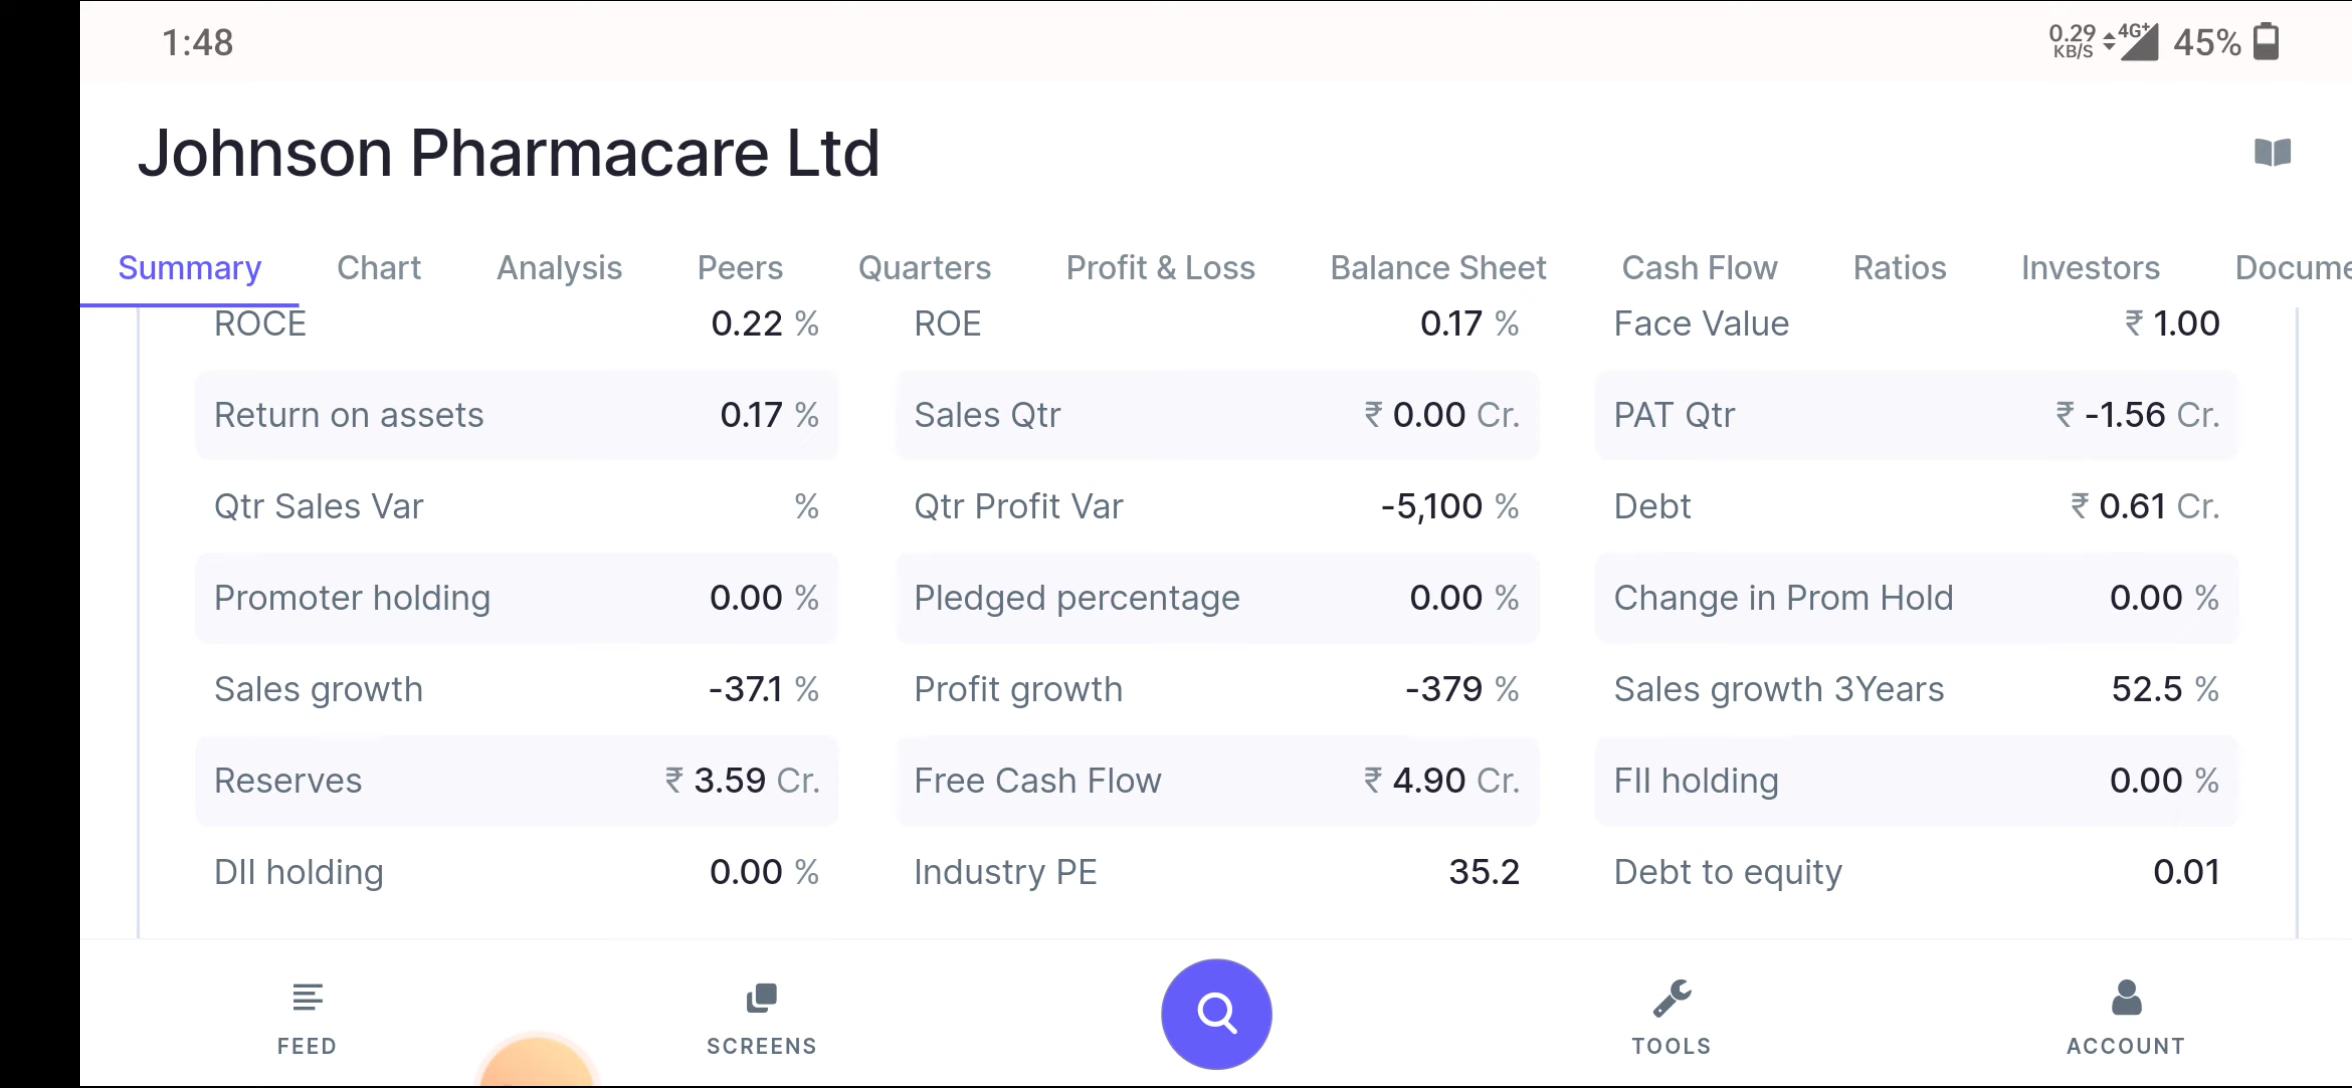 1:48
0.29 KB/S 4G+ 45%
Johnson Pharmacare Ltd
Summary Chart Analysis Peers Quarters Profit & Loss Balance Sheet Cash Flow Ratios Investors Docume
ROCE 0.22 % ROE 0.17 % Face Value ₹ 1.00
Return on assets 0.17 % Sales Qtr ₹ 0.00 Cr. PAT Qtr ₹ -1.56 Cr.
Qtr Sales Var % Qtr Profit Var -5,100 % Debt ₹ 0.61 Cr.
Promoter holding 0.00 % Pledged percentage 0.00 % Change in Prom Hold 0.00 %
Sales growth -37.1 % Profit growth -379 % Sales growth 3Years 52.5 %
Reserves ₹ 3.59 Cr. Free Cash Flow ₹ 4.90 Cr. FII holding 0.00 %
DII holding 0.00 % Industry PE 35.2 Debt to equity 0.01
FEED SCREENS TOOLS ACCOUNT